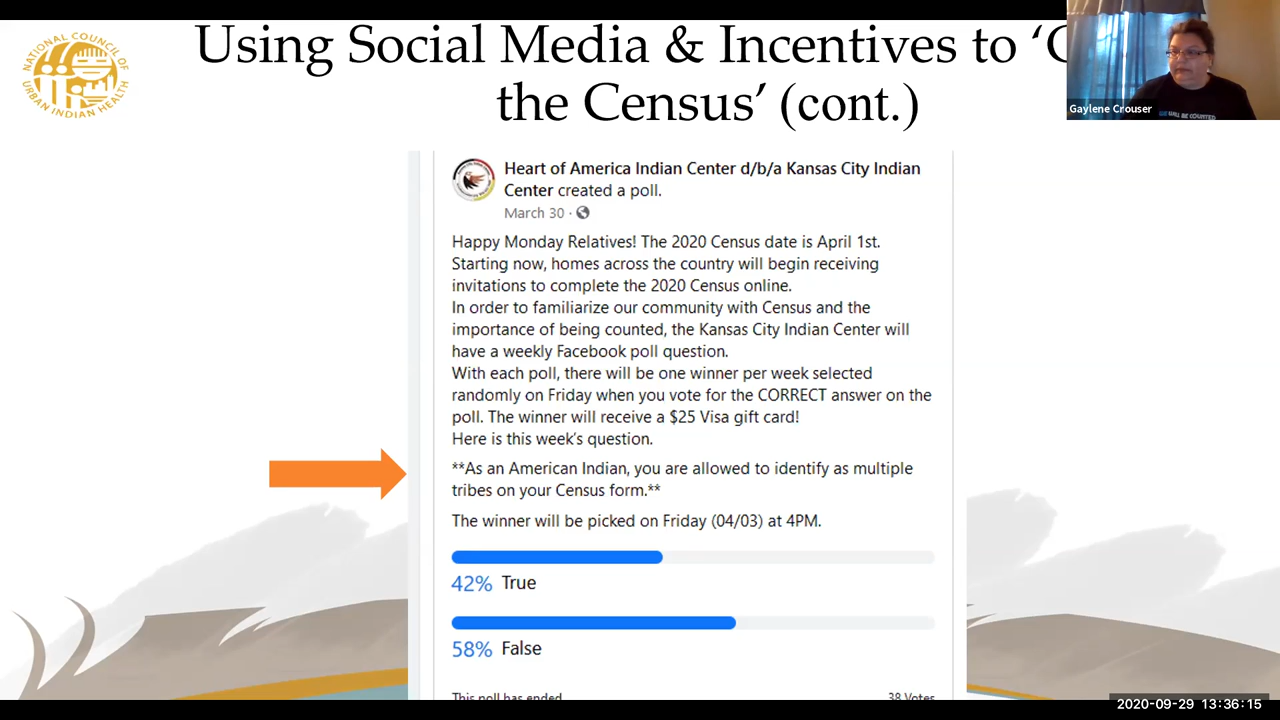 NATIONAL COUNCIL OF
URBAN INDIAN HEALTH
Using Social Media & Incentives to ‘
the Census’ (cont.)
Gaylene Crouser
Heart of America Indian Center d/b/a Kansas City Indian
Center created a poll.
March 30 ·
Happy Monday Relatives! The 2020 Census date is April 1st.
Starting now, homes across the country will begin receiving
invitations to complete the 2020 Census online.
In order to familiarize our community with Census and the
importance of being counted, the Kansas City Indian Center will
have a weekly Facebook poll question.
With each poll, there will be one winner per week selected
randomly on Friday when you vote for the CORRECT answer on the
poll. The winner will receive a $25 Visa gift card!
Here is this week's question.
**As an American Indian, you are allowed to identify as multiple
tribes on your Census form.**
The winner will be picked on Friday (04/03) at 4PM.
42% True
58% False
This poll has ended
38 Votes
2020-09-29 13:36:15